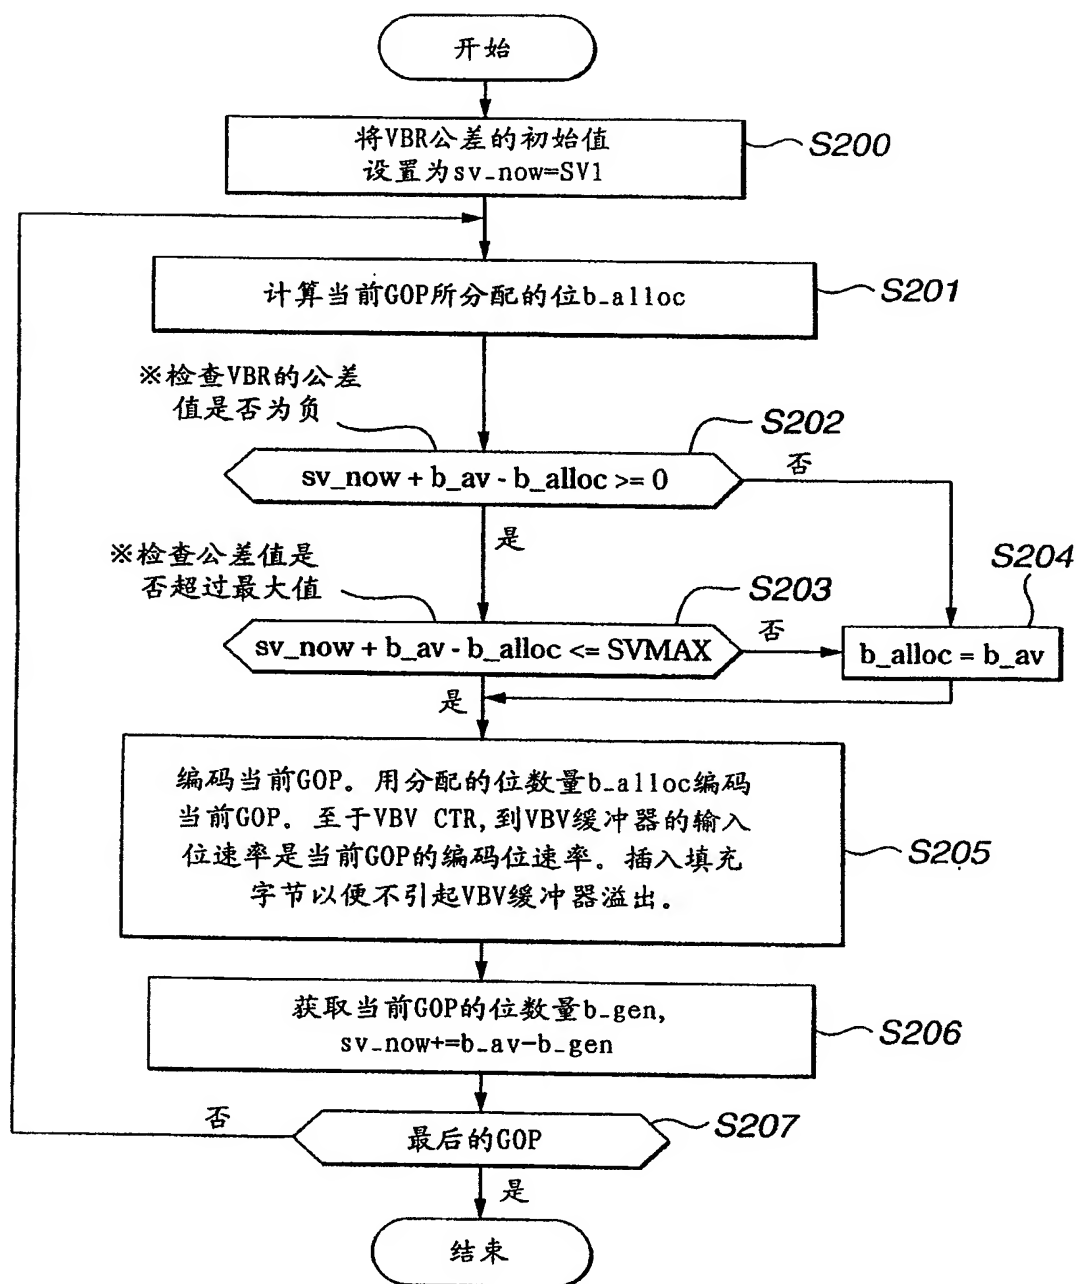 开始
将VBR公差的初始值
设置为sv_now=SV1
S200
计算当前GOP所分配的位b_alloc
S201
※检查VBR的公差
值是否为负
S202
sv_now + b_av - b_alloc >= 0
否
是
※检查公差值是
否超过最大值
S203
sv_now + b_av - b_alloc <= SVMAX
否
S204
b_alloc = b_av
是
编码当前GOP。用分配的位数量b_alloc编码
当前GOP。至于VBV CTR,到VBV缓冲器的输入
位速率是当前GOP的编码位速率。插入填充
字节以便不引起VBV缓冲器溢出。
S205
获取当前GOP的位数量b_gen,
sv_now+=b_av-b_gen
S206
否
最后的GOP
S207
是
结束